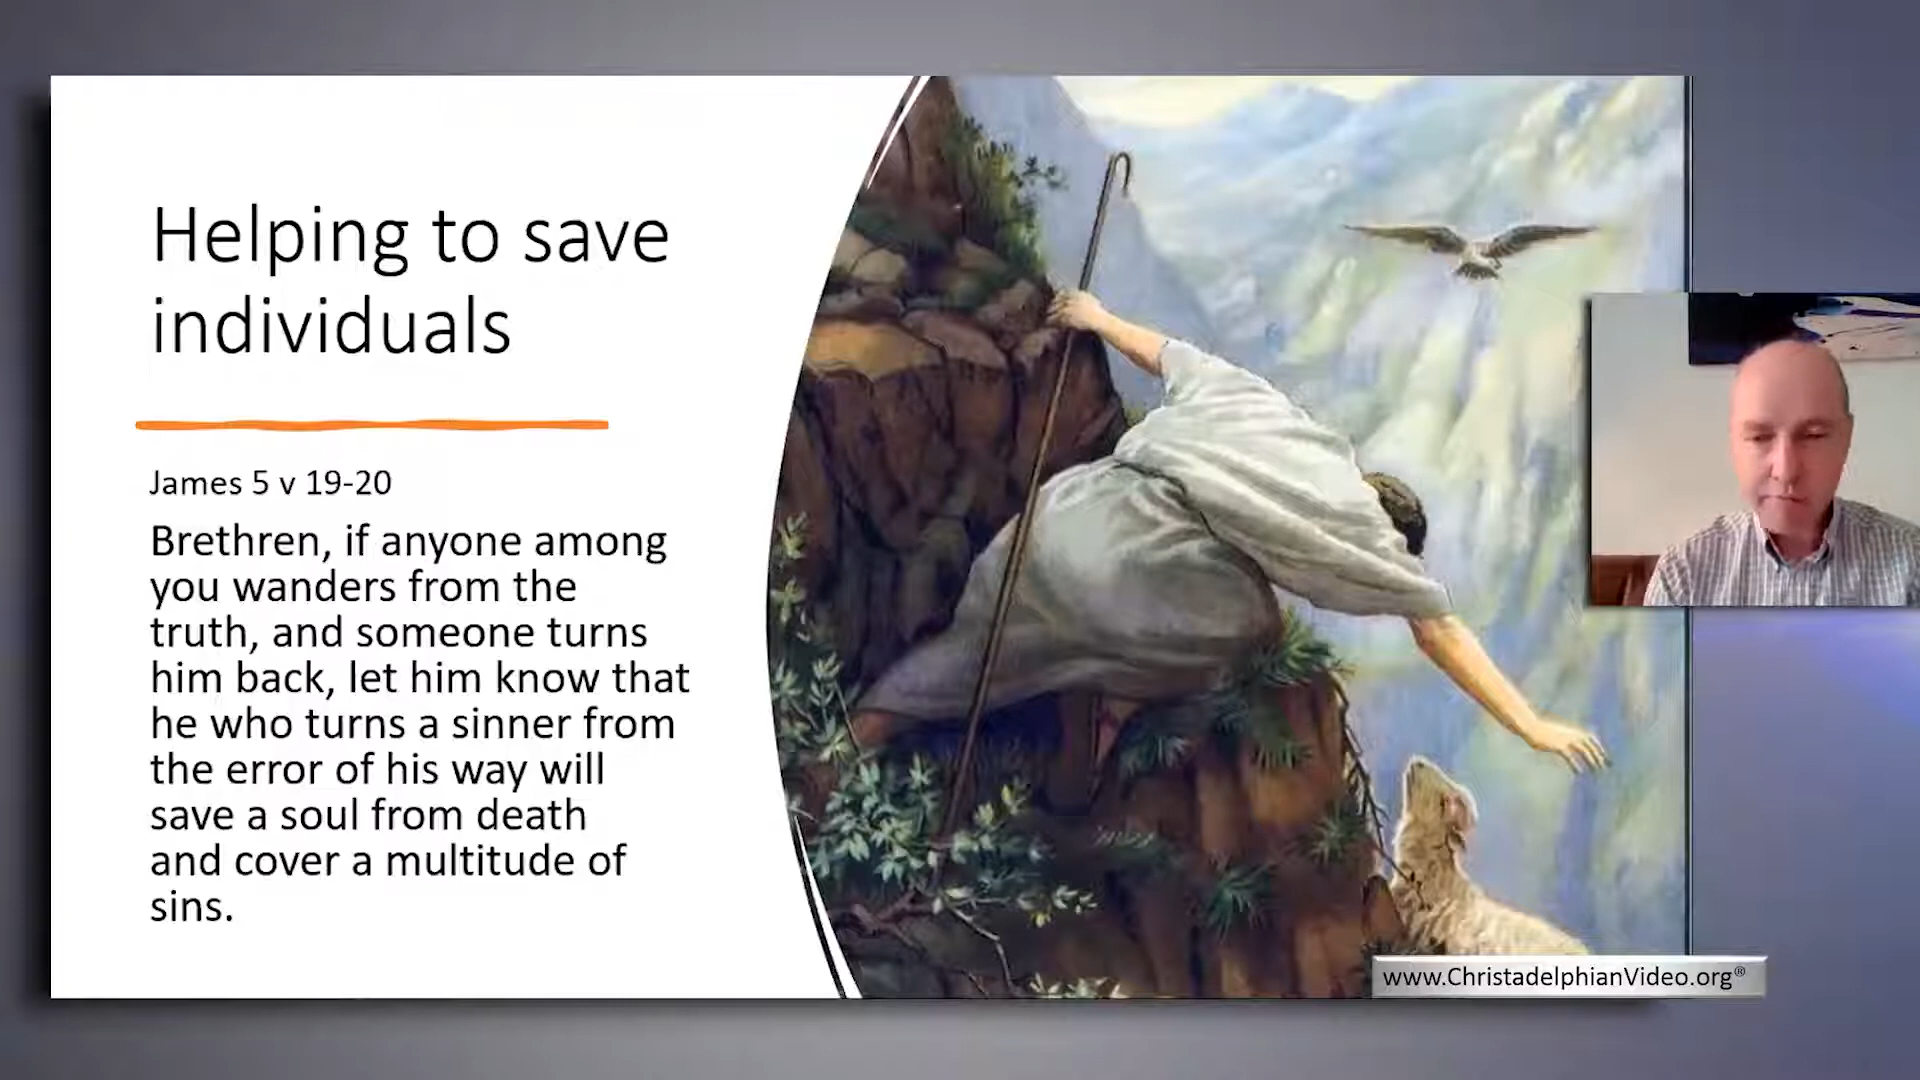 Helping to save
individuals
James 5 v 19-20
Brethren, if anyone among
you wanders from the
truth, and someone turns
him back, let him know that
he who turns a sinner from
the error of his way will
save a soul from death
and cover a multitude of
sins.
www.ChristadelphianVideo.org®